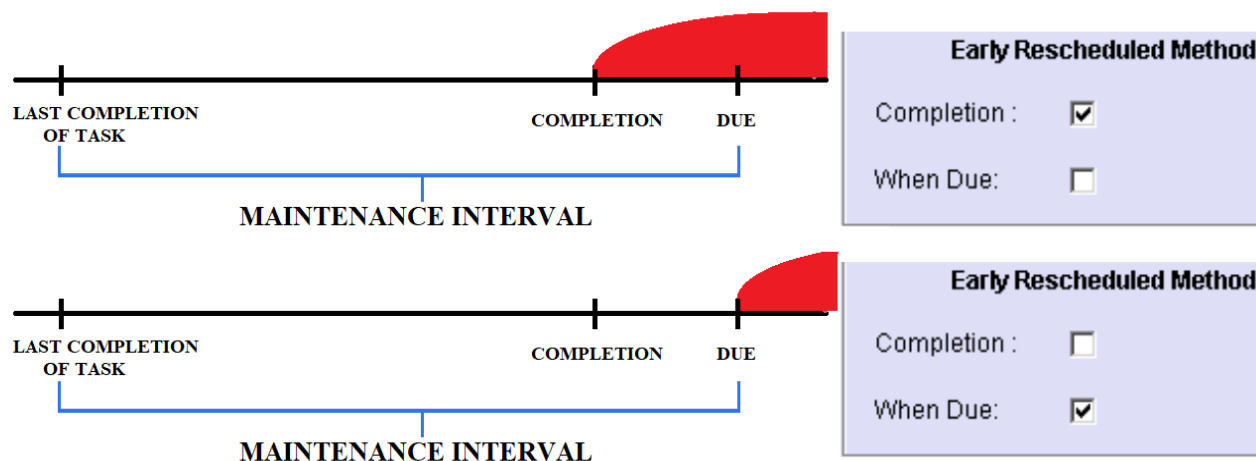 Early Rescheduled Method
LAST COMPLETION
OF TASK
COMPLETION
DUE
Completion :
When Due:
MAINTENANCE INTERVAL
Early Rescheduled Method
LAST COMPLETION
OF TASK
COMPLETION
DUE
Completion :
When Due:
MAINTENANCE INTERVAL